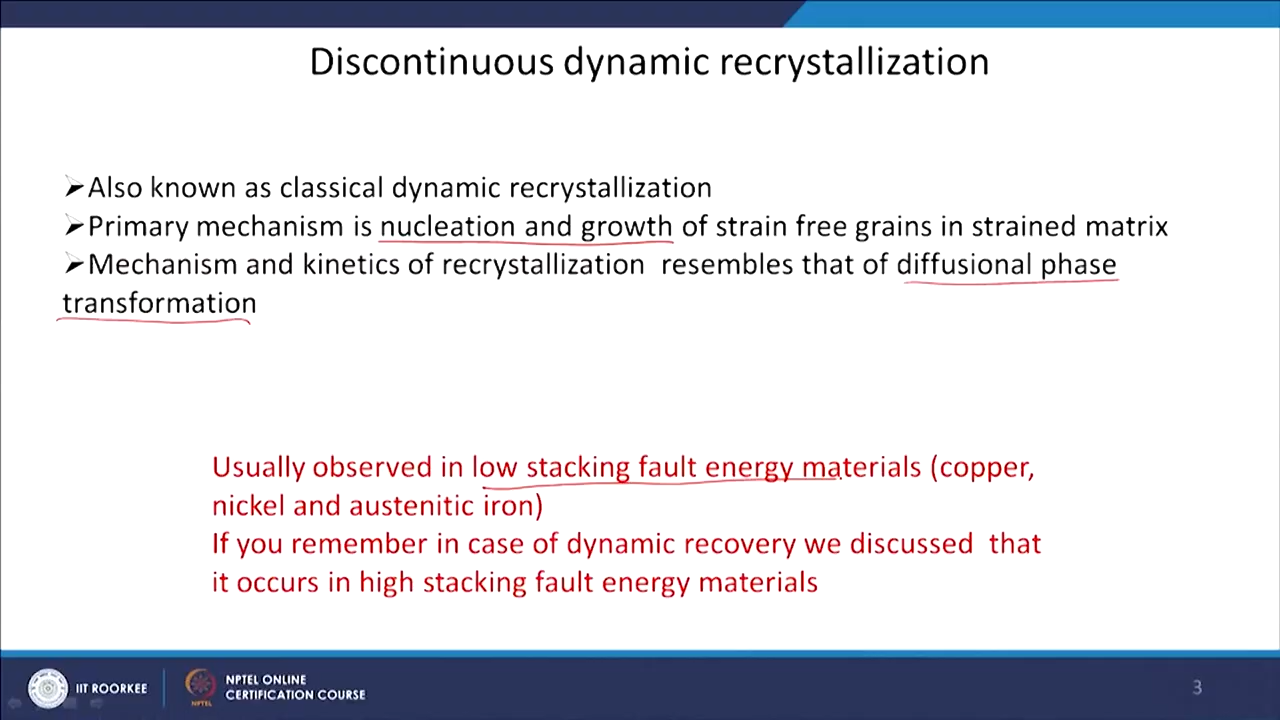 Discontinuous dynamic recrystallization
➤Also known as classical dynamic recrystallization
➤Primary mechanism is nucleation and growth of strain free grains in strained matrix
➤Mechanism and kinetics of recrystallization resembles that of diffusional phase
transformation
Usually observed in low stacking fault energy materials (copper,
nickel and austenitic iron)
If you remember in case of dynamic recovery we discussed that
it occurs in high stacking fault energy materials
IIT ROORKEE
NPTEL
NPTEL ONLINE
CERTIFICATION COURSE
3